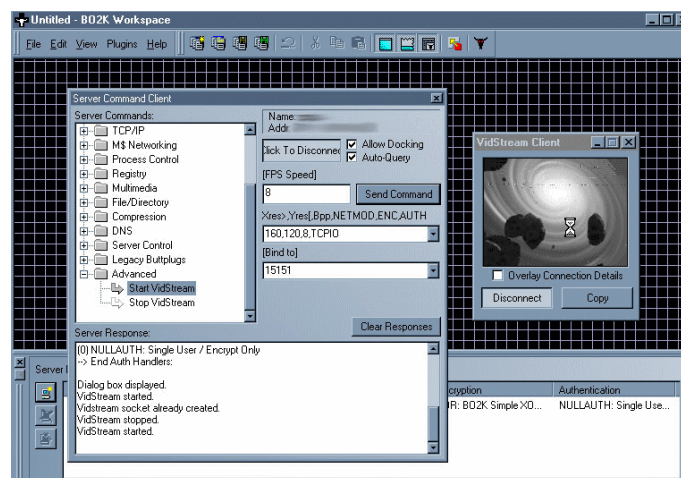 Untitled - BO2K Workspace
File Edit View Plugins Help
Server Command Client
Server Commands:
TCP/IP
M$ Networking
Process Control
Registry
Multimedia
File/Directory
Compression
DNS
Server Control
Legacy Buttplugs
Advanced
Start VidStream
Stop VidStream
Name:
Addr:
Click To Disconnec
Allow Docking
Auto-Query
[FPS Speed]
8
Send Command
Xres>,Yres[,Bpp,NETMOD,ENC,AUTH
160,120,8,TCPIO
[Bind to]
15151
Server Response:
Clear Responses
(0) NULLAUTH: Single User / Encrypt Only
--> End Auth Handlers:
Dialog box displayed.
VidStream started.
Vidstream socket already created.
VidStream stopped.
VidStream started.
VidStream Client
Overlay Connection Details
Disconnect
Copy
Server
cryption
Authentication
OR: BO2K Simple XO...
NULLAUTH: Single Use...